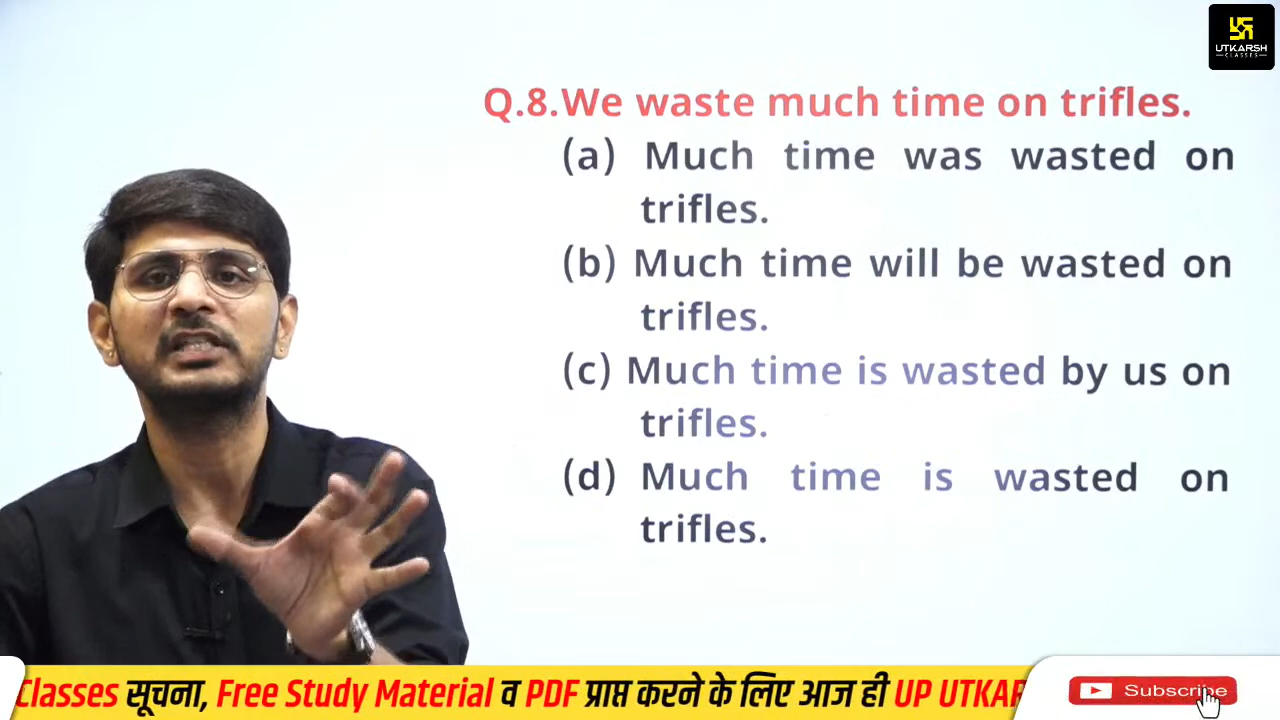 UTKARSH
CLASSES
Q.8.We waste much time on trifles.
(a) Much time was wasted on
trifles.
(b) Much time will be wasted on
trifles.
(c) Much time is wasted by us on
trifles.
(d) Much time is wasted on
trifles.
Classes सूचना, Free Study Material व PDF प्राप्त करने के लिए आज ही UP UTKAR
Subscribe